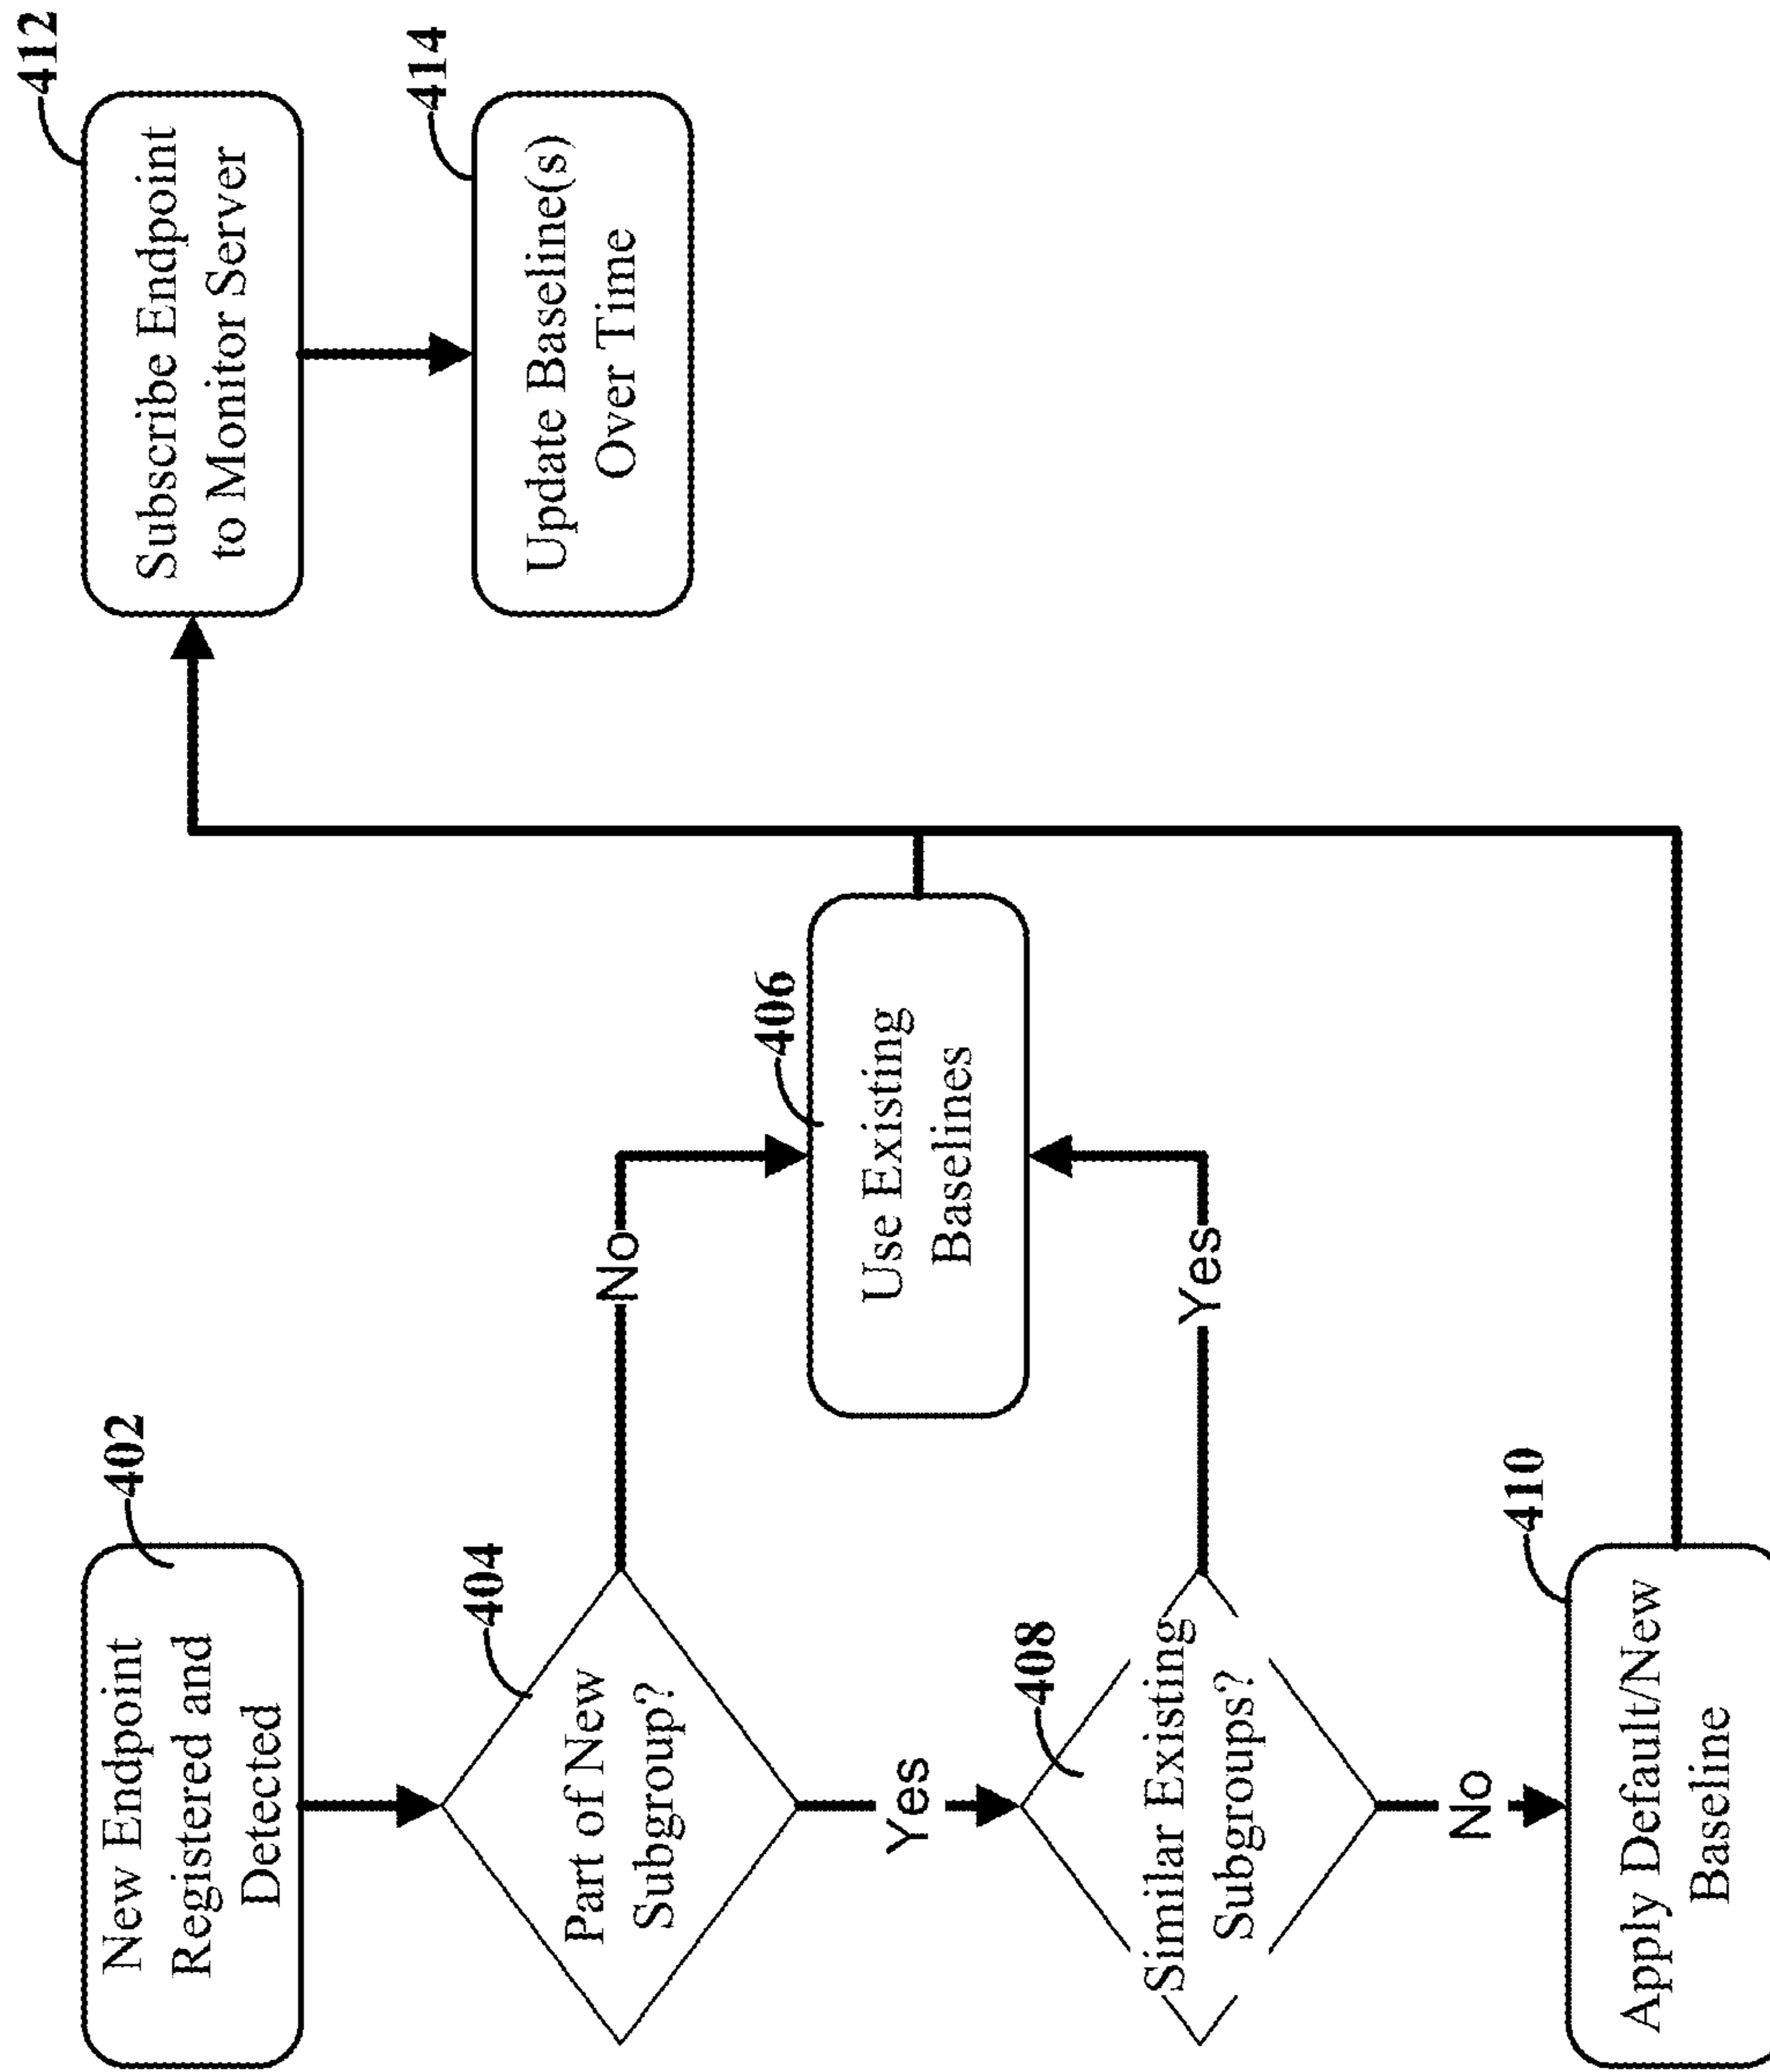 402
New Endpoint
Registered and
Detected
404
Part of New
Subgroup?
No
Yes
406
Use Existing
Baselines
408
Similar Existing
Subgroups?
Yes
No
410
Apply Default/New
Baseline
412
Subscribe Endpoint
to Monitor Server
414
Update Baseline(s)
Over Time